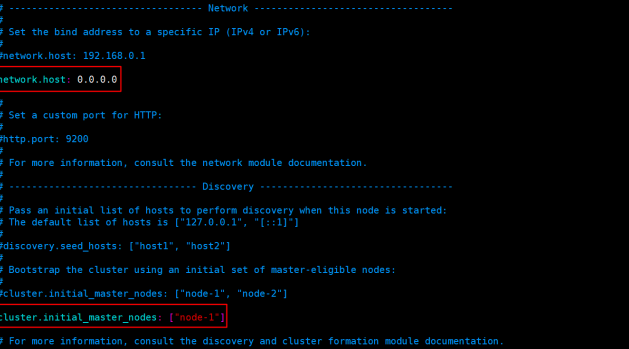 # ---------------------------------- Network -----------------------------------
#
# Set the bind address to a specific IP (IPv4 or IPv6):
#
#network.host: 192.168.0.1
network.host: 0.0.0.0
#
# Set a custom port for HTTP:
#
#http.port: 9200
#
# For more information, consult the network module documentation.
#
# --------------------------------- Discovery ----------------------------------
#
# Pass an initial list of hosts to perform discovery when this node is started:
# The default list of hosts is ["127.0.0.1", "[::1]"]
#
#discovery.seed_hosts: ["host1", "host2"]
#
# Bootstrap the cluster using an initial set of master-eligible nodes:
#
#cluster.initial_master_nodes: ["node-1", "node-2"]
cluster.initial_master_nodes: ["node-1"]
# For more information, consult the discovery and cluster formation module documentation.